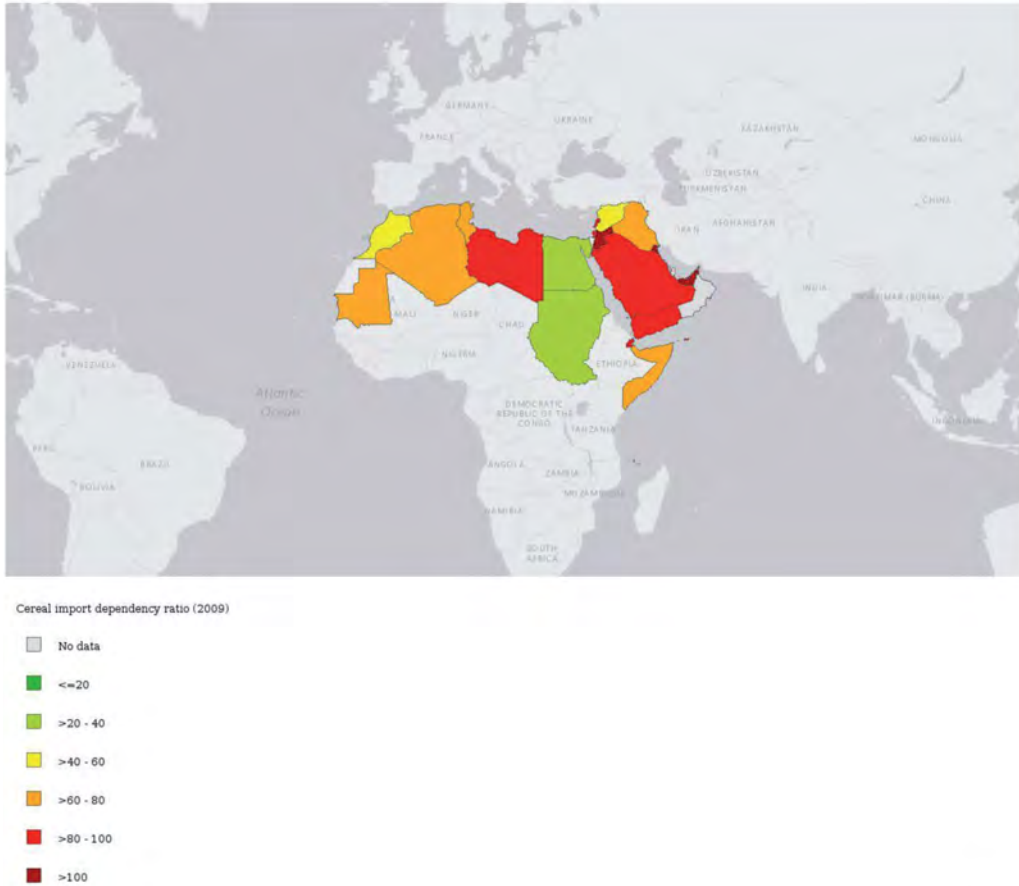 GERMANY
UKRAINE
FRANCE
KAZAKHSTAN
MONGOLIA
UZBEKISTAN
TURKMENISTAN
CHINA
IRAN
AFGHANISTAN
INDIA
MAR (BURMA)
MALI
NIGER
CHAD
NIGERIA
ETHIOPIA
VENEZUELA
Atlantic
Ocean
DEMOCRATIC
REPUBLIC OF THE
CONGO
TANZANIA
PERU
BRAZIL
ANGOLA
ZAMBIA
BOLIVIA
MOZAMBIQUE
NAMIBIA
SOUTH
AFRICA
Cereal import dependency ratio (2009)
No data
<=20
>20 - 40
>40 - 60
>60 - 80
>80 - 100
>100